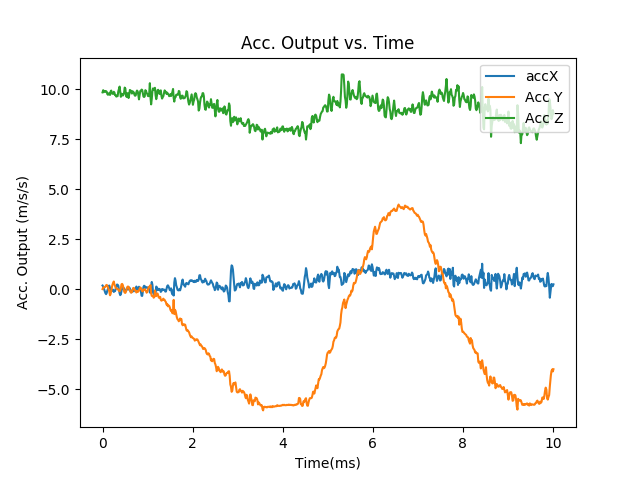 Acc. Output vs. Time
accX
Acc Y
Acc Z
10.0
7.5
5.0
2.5
0.0
−2.5
−5.0
Acc. Output (m/s/s)
0 2 4 6 8 10
Time(ms)